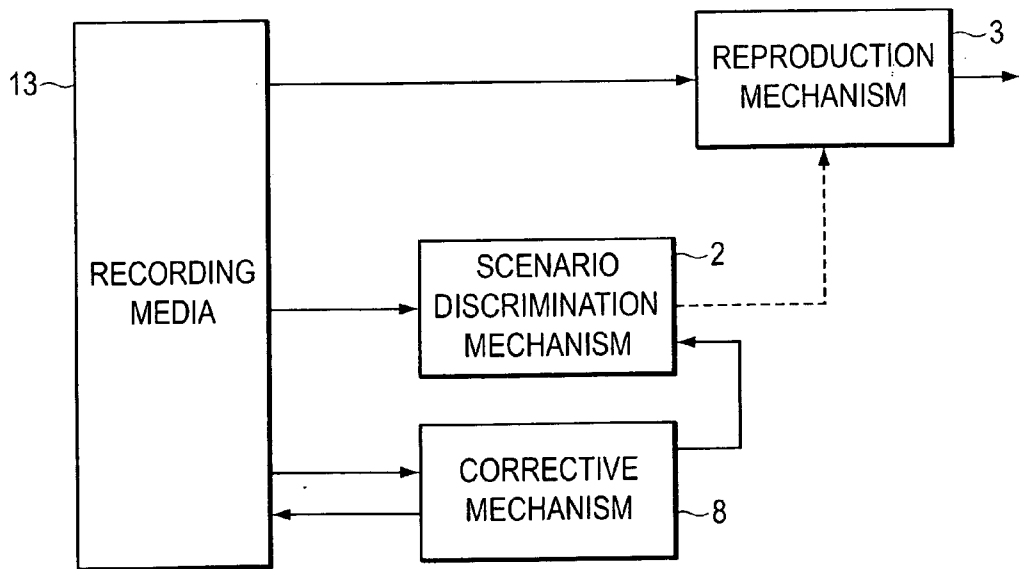 13
RECORDING
MEDIA
REPRODUCTION
MECHANISM
3
SCENARIO
DISCRIMINATION
MECHANISM
2
CORRECTIVE
MECHANISM
8